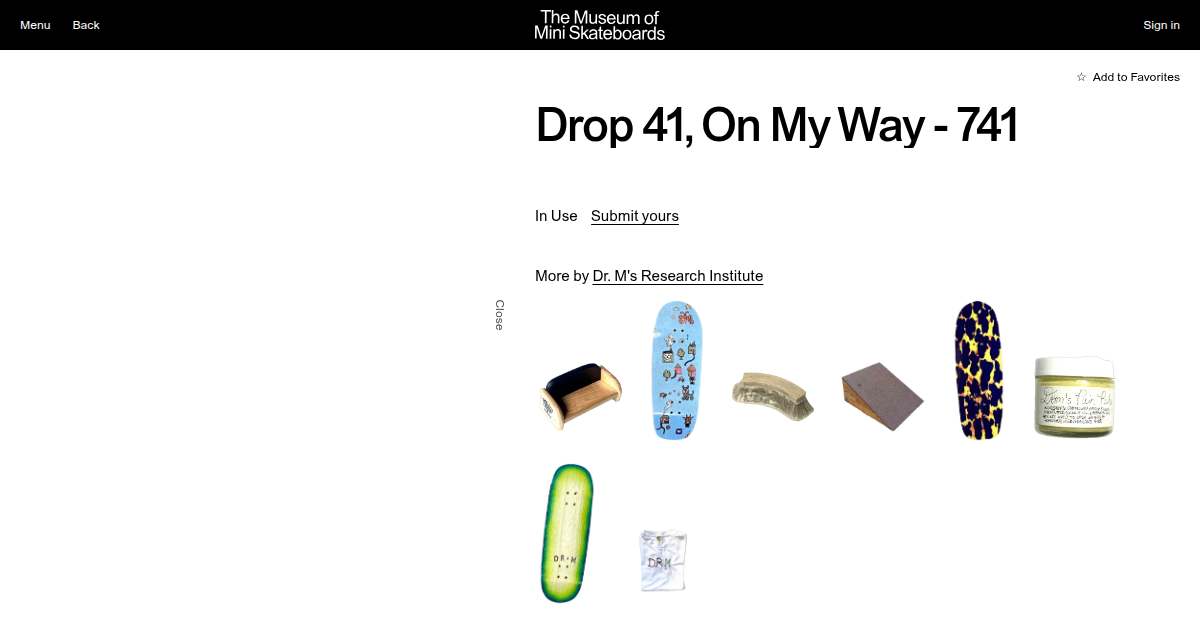 Menu Back
The Museum of
Mini Skateboards
Sign in
☆ Add to Favorites
Drop 41, On My Way - 741
In Use Submit yours
More by Dr. M's Research Institute
Close
DR·M
DRM